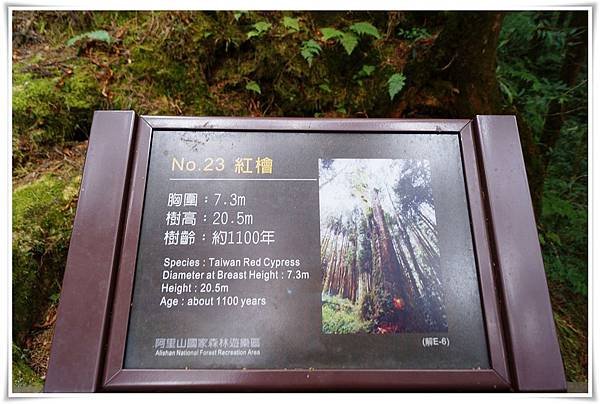 No.23 紅檜
胸圍：7.3m
樹高：20.5m
樹齡：約1100年
Species : Taiwan Red Cypress
Diameter at Breast Height : 7.3m
Height : 20.5m
Age : about 1100 years
阿里山國家森林遊樂區
Alishan National Forest Recreation Area
(解E-6)